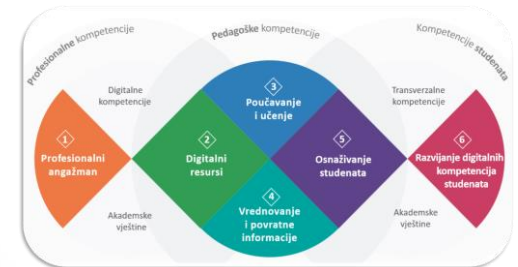 Profesionalne kompetencije
Pedagoške kompetencije
Kompetencije studenata
Digitalne
kompetencije
Transverzalne
kompetencije
1
Profesionalni
angažman
2
Digitalni
resursi
3
Poučavanje
i učenje
4
Vrednovanje
i povratne
informacije
5
Osnaživanje
studenata
6
Razvijanje digitalnih
kompetencija
studenata
Akademske
vještine
Akademske
vještine